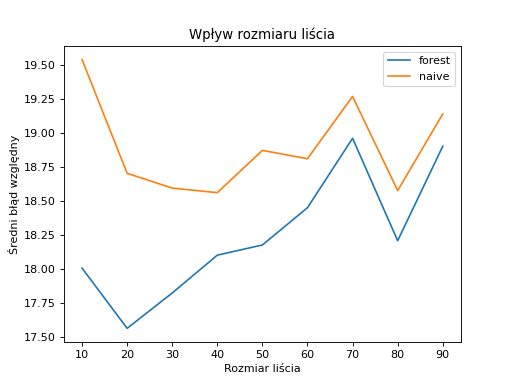 Wpływ rozmiaru liścia
forest
naive
19.50
19.25
19.00
18.75
18.50
18.25
18.00
17.75
17.50
Średni błąd względny
10 20 30 40 50 60 70 80 90
Rozmiar liścia